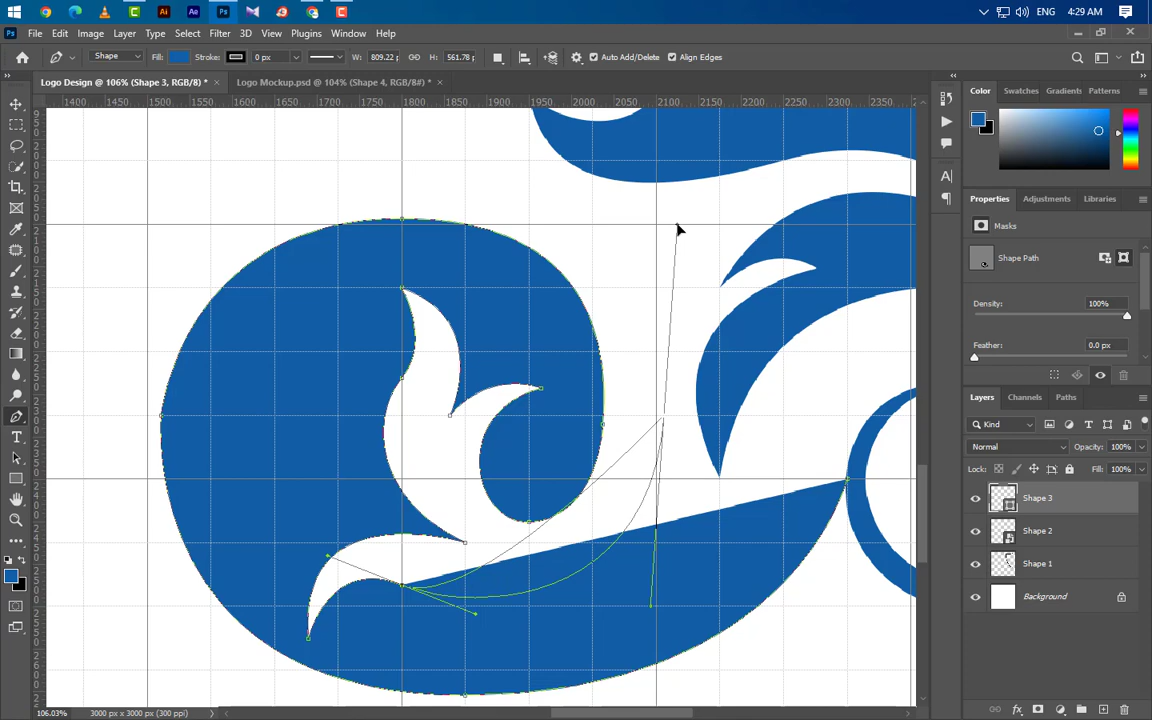 ENG
4:29 AM
File Edit Image Layer Type Select Filter 3D View Plugins Window Help
Shape Fill: Stroke: 0 px W: 809.22 H: 561.78 Auto Add/Delete Align Edges
Logo Design @ 106% (Shape 3, RGB/8) * × Logo Mockup.psd @ 104% (Shape 4, RGB/8#) * ×
1400 1450 1500 1550 1600 1650 1700 1750 1800 1850 1900 1950 2000 2050 2100 2150 2200 2250 2300 2350
Color Swatches Gradients Patterns
Properties Adjustments Libraries
Masks
Shape Path
Density: 100%
Feather: 0.0 px
Layers Channels Paths
Kind
Normal Opacity: 100%
Lock: Fill: 100%
Shape 3
Shape 2
Shape 1
Background
106.03% 3000 px x 3000 px (300 ppi)